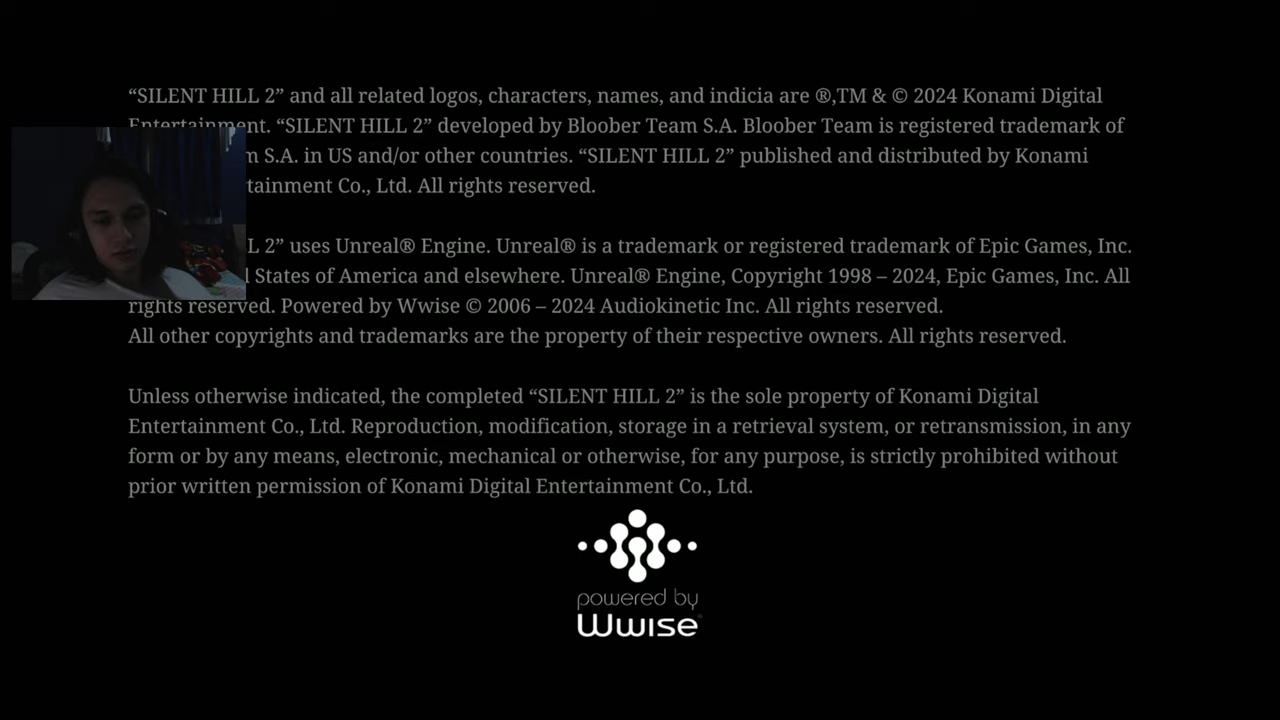 “SILENT HILL 2” and all related logos, characters, names, and indicia are ®,TM & © 2024 Konami Digital
Entertainment. “SILENT HILL 2” developed by Bloober Team S.A. Bloober Team is registered trademark of
S.A. in US and/or other countries. “SILENT HILL 2” published and distributed by Konami
Co., Ltd. All rights reserved.
2” uses Unreal® Engine. Unreal® is a trademark or registered trademark of Epic Games, Inc.
States of America and elsewhere. Unreal® Engine, Copyright 1998 – 2024, Epic Games, Inc. All
rights reserved. Powered by Wwise © 2006 – 2024 Audiokinetic Inc. All rights reserved.
All other copyrights and trademarks are the property of their respective owners. All rights reserved.
Unless otherwise indicated, the completed “SILENT HILL 2” is the sole property of Konami Digital
Entertainment Co., Ltd. Reproduction, modification, storage in a retrieval system, or retransmission, in any
form or by any means, electronic, mechanical or otherwise, for any purpose, is strictly prohibited without
prior written permission of Konami Digital Entertainment Co., Ltd.
powered by
Wwise